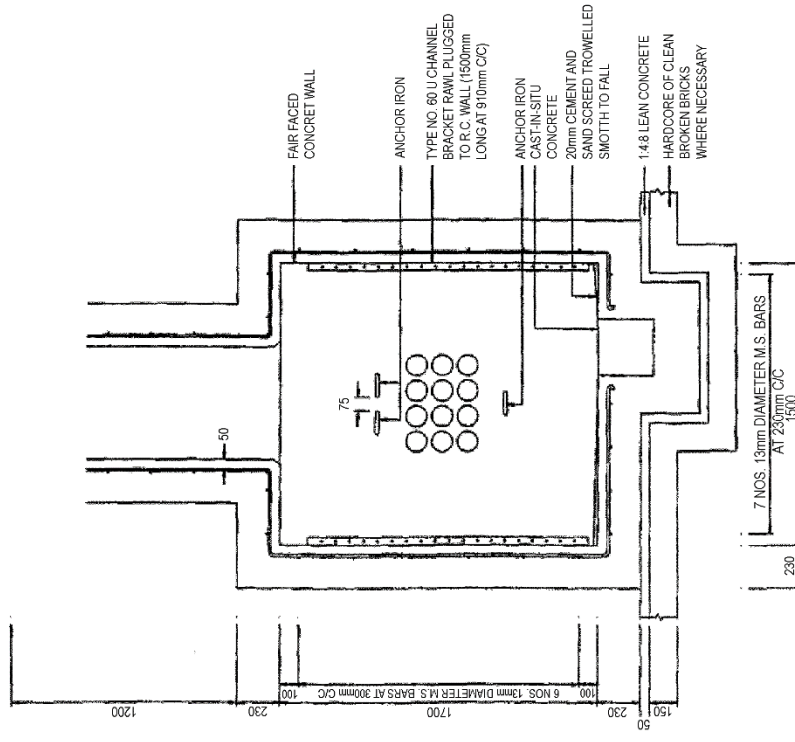 FAIR FACED
CONCRET WALL
ANCHOR IRON
TYPE NO. 60 U CHANNEL
BRACKET RAWL PLUGGED
TO R.C. WALL (1500mm
LONG AT 910mm C/C)
ANCHOR IRON
CAST-IN-SITU
CONCRETE
20mm CEMENT AND
SAND SCREED TROWELLED
SMOTTH TO FALL
1:4:8 LEAN CONCRETE
HARDCORE OF CLEAN
BROKEN BRICKS
WHERE NECESSARY
50
75
7 NOS. 13mm DIAMETER M.S. BARS
AT 230mm C/C
1500
230
1200
230
100
6 NOS. 13mm DIAMETER M.S. BARS AT 300mm C/C
100
1700
230
50
150